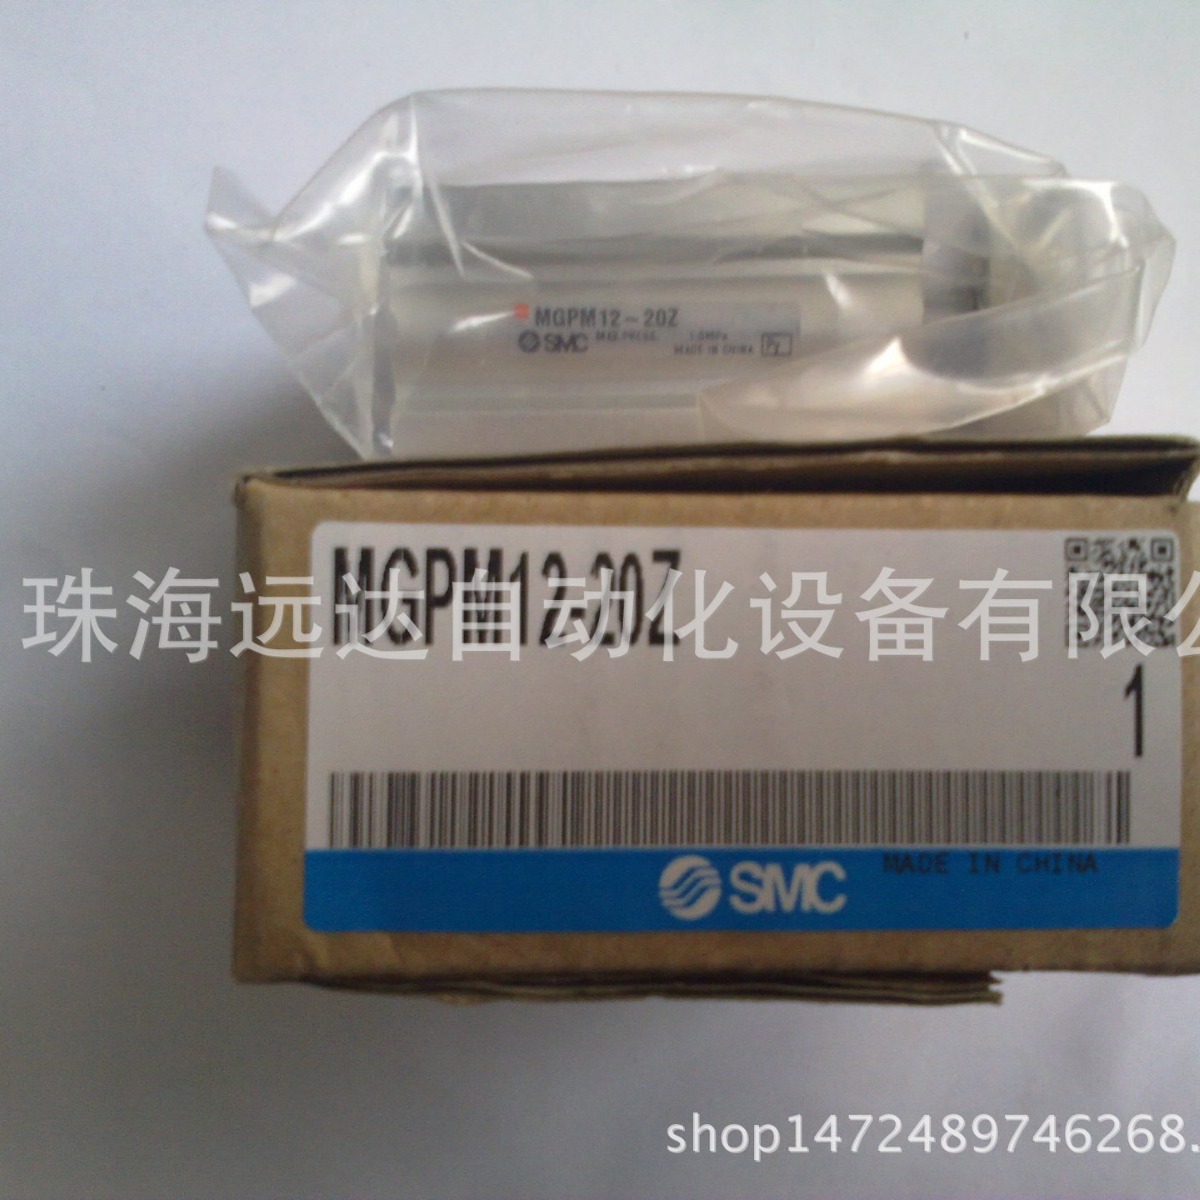 MGPM12-20Z
SMC MAX.PRESS. 1.0MPa
MADE IN CHINA
MGPM12-20Z
珠海远达自动化设备有限公
1
SMC MADE IN CHINA
shop1472489746268.